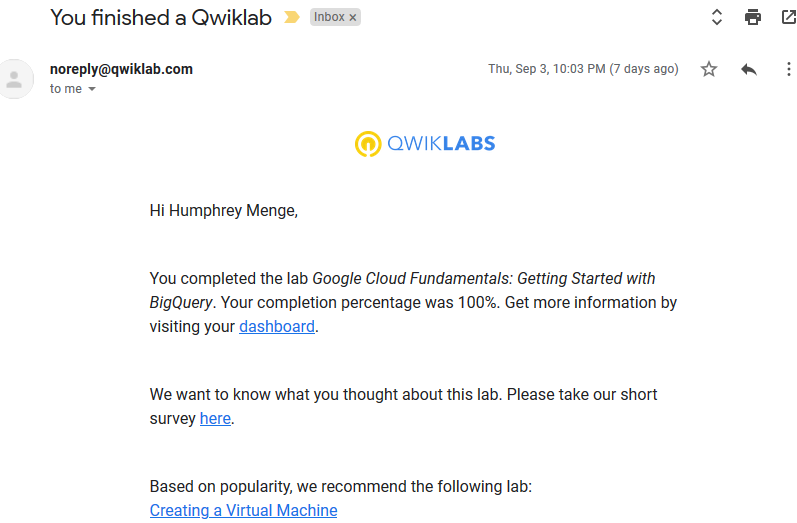 You finished a Qwiklab
Inbox ×
noreply@qwiklab.com
Thu, Sep 3, 10:03 PM (7 days ago)
to me
QWIKLABS
Hi Humphrey Menge,
You completed the lab Google Cloud Fundamentals: Getting Started with
BigQuery. Your completion percentage was 100%. Get more information by
visiting your dashboard.
We want to know what you thought about this lab. Please take our short
survey here.
Based on popularity, we recommend the following lab:
Creating a Virtual Machine